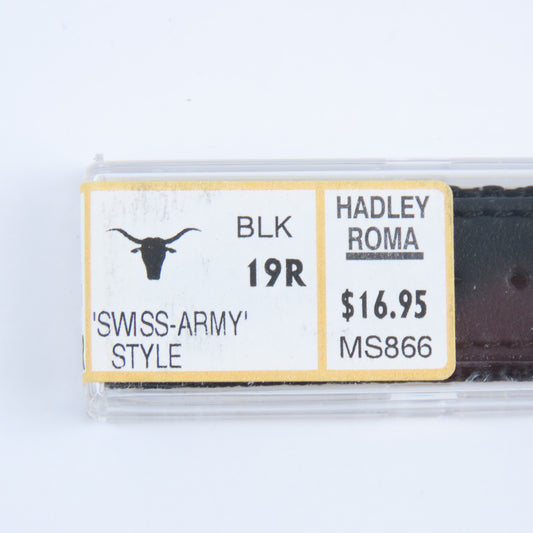 BLK
19R
'SWISS-ARMY'
STYLE
HADLEY
ROMA
$16.95
MS866